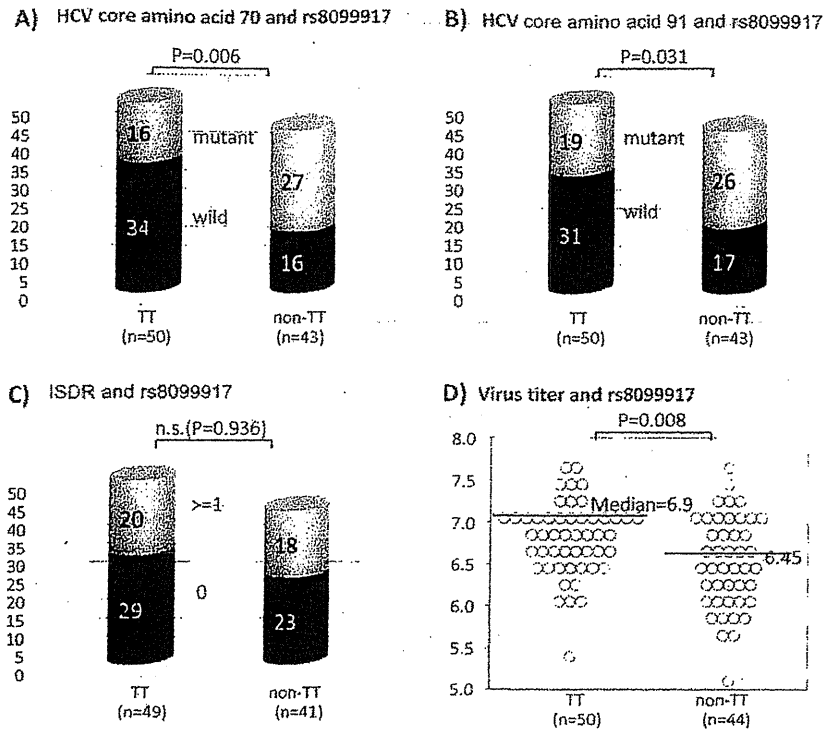 A) HCV core amino acid 70 and rs8099917
P=0.006
50
45
40
35
30
25
20
15
10
5
0
16
mutant
34
wild
27
16
TT
(n=50)
non-TT
(n=43)
B) HCV core amino acid 91 and rs8099917
P=0.031
50
45
40
35
30
25
20
15
10
5
0
19
mutant
31
wild
26
17
TT
(n=50)
non-TT
(n=43)
C) ISDR and rs8099917
n.s.(P=0.936)
50
45
40
35
30
25
20
15
10
5
0
20
>=1
29
0
18
23
TT
(n=49)
non-TT
(n=41)
D) Virus titer and rs8099917
P=0.008
8.0
7.5
7.0
6.5
6.0
5.5
5.0
Median=6.9
6.45
TT
(n=50)
non-TT
(n=44)